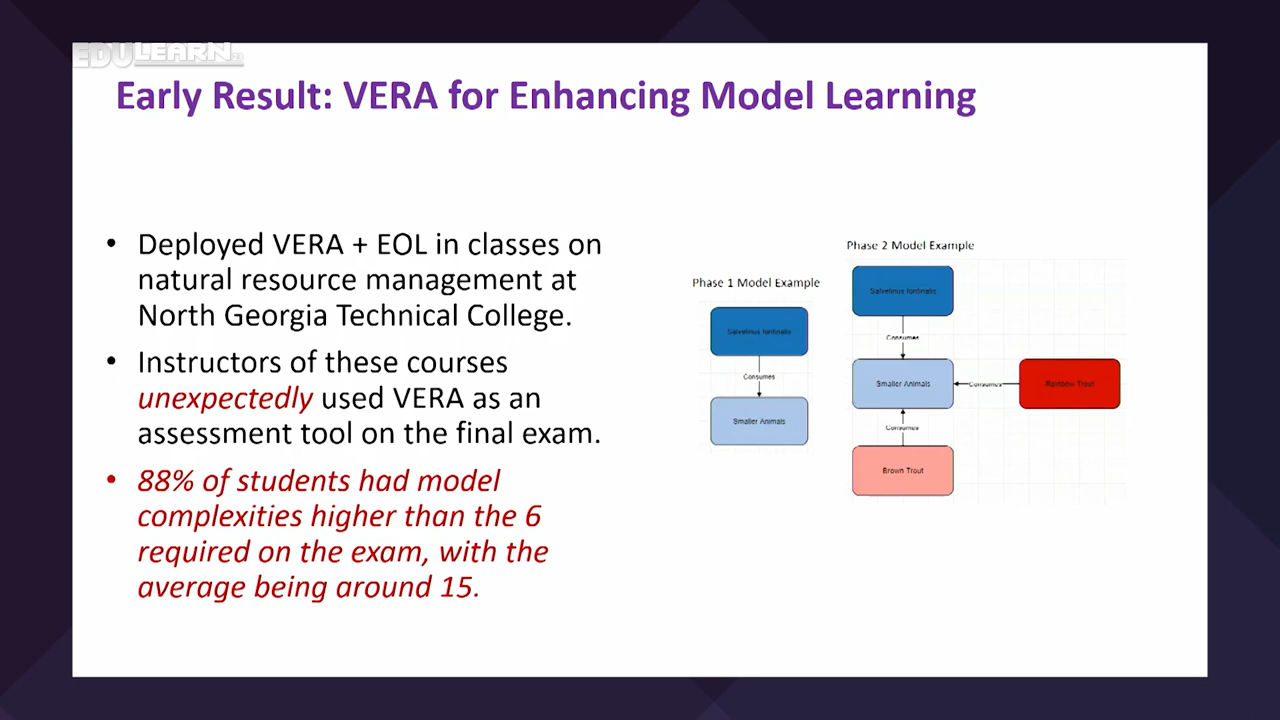 EDULEARN
Early Result: VERA for Enhancing Model Learning
• Deployed VERA + EOL in classes on
natural resource management at
North Georgia Technical College.
• Instructors of these courses
unexpectedly used VERA as an
assessment tool on the final exam.
• 88% of students had model
complexities higher than the 6
required on the exam, with the
average being around 15.
Phase 1 Model Example
Salvelinus fontinalis
Consumes
Smaller Animals
Phase 2 Model Example
Salvelinus fontinalis
Consumes
Smaller Animals
Consumes
Rainbow Trout
Consumes
Brown Trout